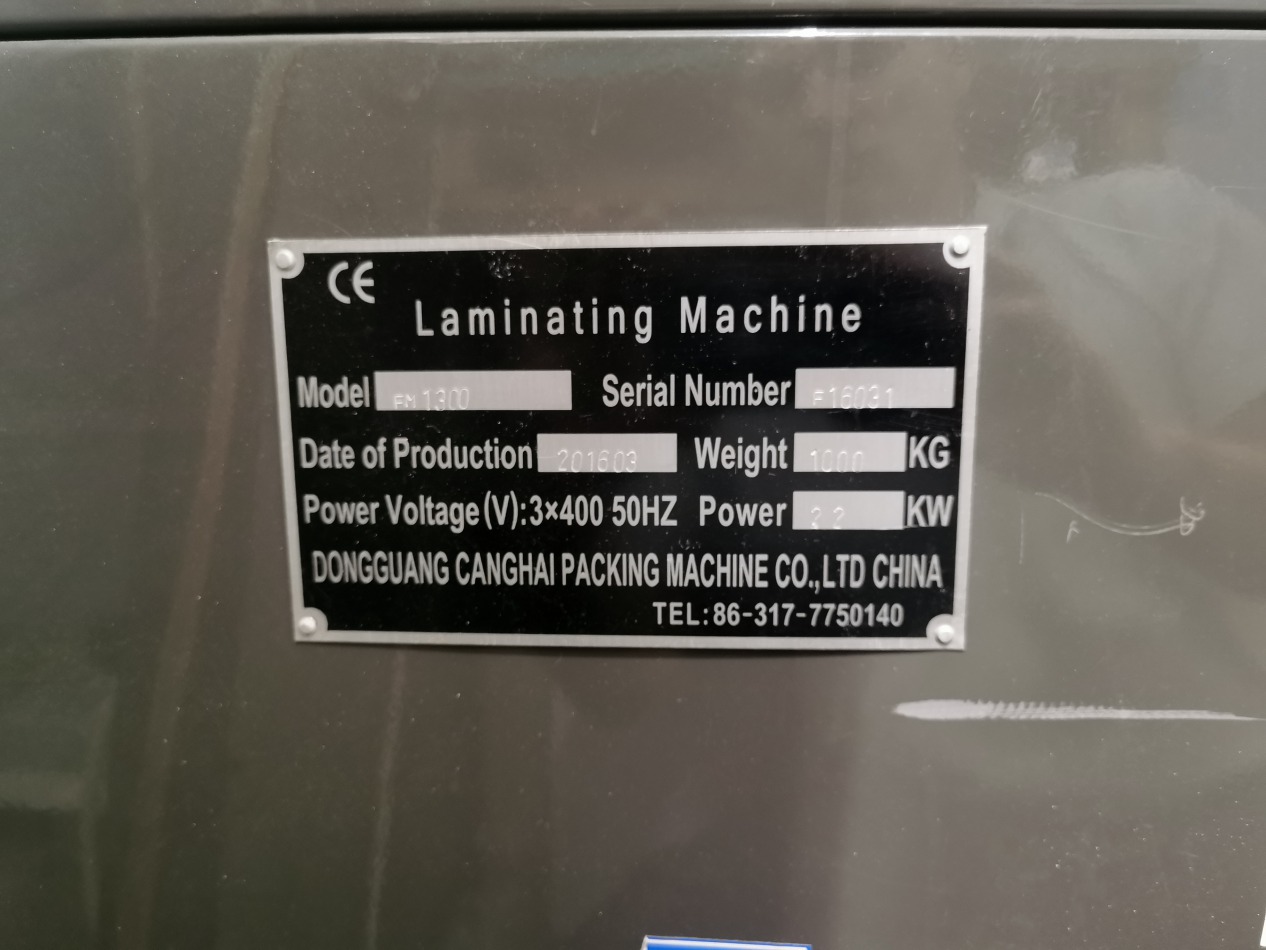 CE
Laminating Machine
Model FM1300 Serial Number F16031
Date of Production 201603 Weight 1000 KG
Power Voltage(V):3×400 50HZ Power 22 KW
DONGGUANG CANGHAI PACKING MACHINE CO.,LTD CHINA
TEL:86-317-7750140